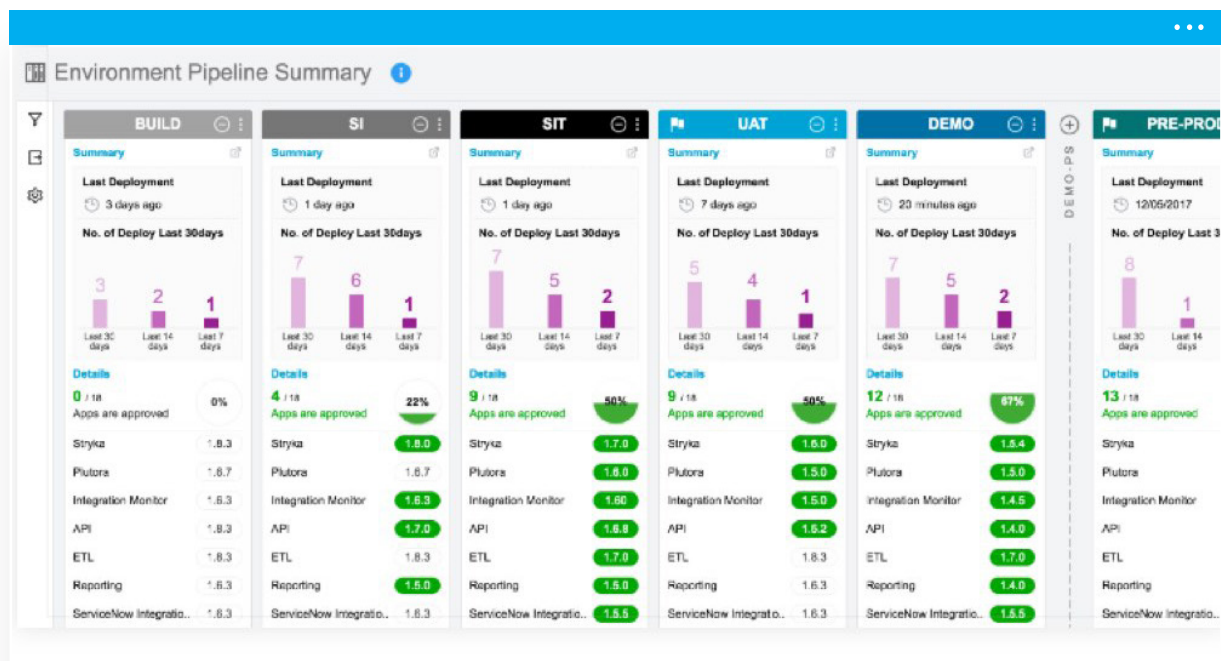 Environment Pipeline Summary
BUILD
Summary
Last Deployment
3 days ago
No. of Deploy Last 30days
3
2
1
Last 30 days
Last 14 days
Last 7 days
Details
0 / 18
Apps are approved
0%
Stryka 1.8.3
Plutora 1.6.7
Integration Monitor 1.6.3
API 1.8.3
ETL 1.8.3
Reporting 1.6.3
ServiceNow Integratio.. 1.6.3
SI
Summary
Last Deployment
1 day ago
No. of Deploy Last 30days
7
6
1
Last 30 days
Last 14 days
Last 7 days
Details
4 / 18
Apps are approved
22%
Stryka 1.8.0
Plutora 1.6.7
Integration Monitor 1.6.3
API 1.7.0
ETL 1.8.3
Reporting 1.5.0
ServiceNow Integratio.. 1.6.3
SIT
Summary
Last Deployment
1 day ago
No. of Deploy Last 30days
7
5
2
Last 30 days
Last 14 days
Last 7 days
Details
9 / 18
Apps are approved
50%
Stryka 1.7.0
Plutora 1.6.0
Integration Monitor 1.60
API 1.6.8
ETL 1.7.0
Reporting 1.5.0
ServiceNow Integratio.. 1.5.5
UAT
Summary
Last Deployment
7 days ago
No. of Deploy Last 30days
5
4
1
Last 30 days
Last 14 days
Last 7 days
Details
9 / 18
Apps are approved
50%
Stryka 1.6.0
Plutora 1.5.0
Integration Monitor 1.5.0
API 1.5.2
ETL 1.8.3
Reporting 1.6.3
ServiceNow Integratio.. 1.6.3
DEMO
Summary
Last Deployment
20 minutes ago
No. of Deploy Last 30days
7
5
2
Last 30 days
Last 14 days
Last 7 days
Details
12 / 18
Apps are approved
67%
Stryka 1.5.4
Plutora 1.5.0
Integration Monitor 1.4.5
API 1.4.0
ETL 1.7.0
Reporting 1.4.0
ServiceNow Integratio.. 1.5.5
DEMO-PS
PRE-PROD
Summary
Last Deployment
12/05/2017
No. of Deploy Last 3
8
1
Last 30 days
Last 14 days
Details
13 / 18
Apps are approved
Stryka
Plutora
Integration Monitor
API
ETL
Reporting
ServiceNow Integratio..